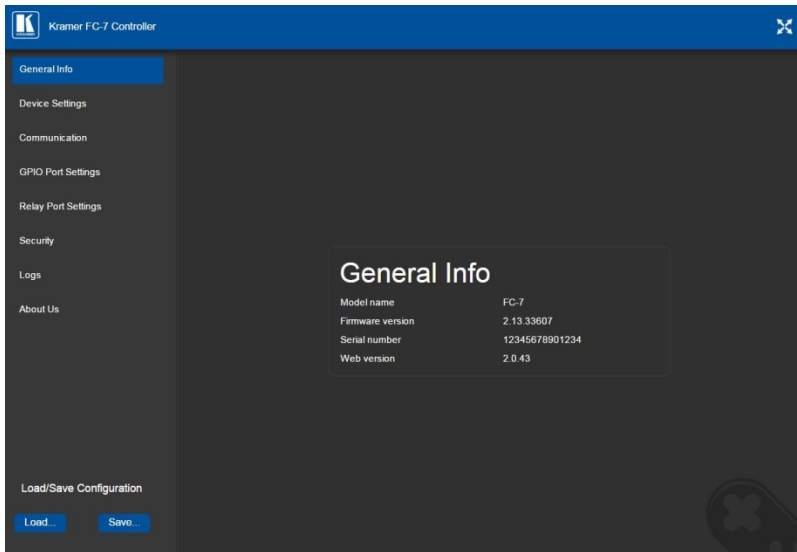 Kramer FC-7 Controller
General Info
Device Settings
Communication
GPIO Port Settings
Relay Port Settings
Security
Logs
About Us
General Info
Model name FC-7
Firmware version 2.13.33607
Serial number 12345678901234
Web version 2.0.43
Load/Save Configuration
Load... Save...